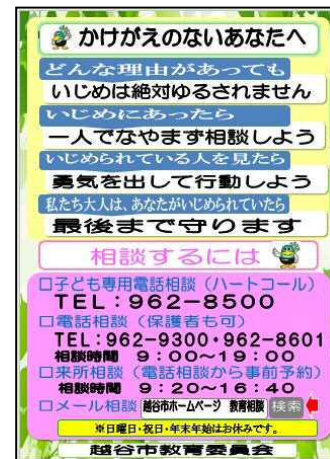 かけがえのないあなたへ
どんな理由があっても
いじめは絶対ゆるされません
いじめにあったら
一人でなやまず相談しよう
いじめられている人を見たら
勇気を出して行動しよう
私たち大人は、あなたがいじめられていたら
最後まで守ります
相談するには
□子ども専用電話相談(ハートコール)
TEL:962-8500
□電話相談(保護者も可)
TEL:962-9300・962-8601
相談時間 9:00~19:00
□来所相談(電話相談から事前予約)
相談時間 9:20~16:40
□メール相談 越谷市ホームページ 教育相談 検索
※日曜日・祝日・年末年始はお休みです。
越谷市教育委員会